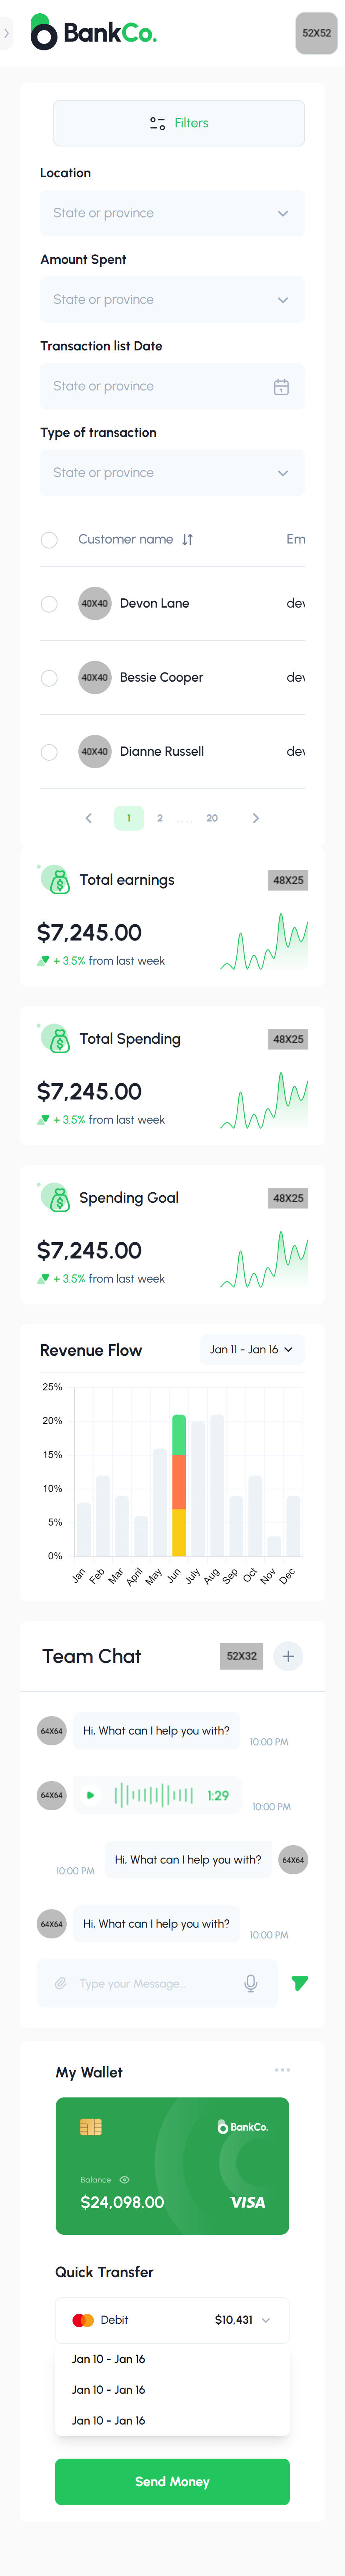 BankCo.
52X52
Filters
Location
State or province
Amount Spent
State or province
Transaction list Date
State or province
1
Type of transaction
State or province
Customer name Em
40X40 Devon Lane dev
40X40 Bessie Cooper dev
40X40 Dianne Russell dev
1 2 .... 20
Total earnings 48X25
$7,245.00
+ 3.5% from last week
Total Spending 48X25
$7,245.00
+ 3.5% from last week
Spending Goal 48X25
$7,245.00
+ 3.5% from last week
Revenue Flow Jan 11 - Jan 16
25%
20%
15%
10%
5%
0%
Jan Feb Mar April May Jun July Aug Sep Oct Nov Dec
Team Chat 52X32
64X64 Hi, What can I help you with? 10:00 PM
64X64 1:29 10:00 PM
10:00 PM Hi, What can I help you with? 64X64
64X64 Hi, What can I help you with? 10:00 PM
Type your Message...
My Wallet
BankCo.
Balance
$24,098.00 VISA
Quick Transfer
Debit $10,431
Jan 10 - Jan 16
Jan 10 - Jan 16
Jan 10 - Jan 16
Send Money